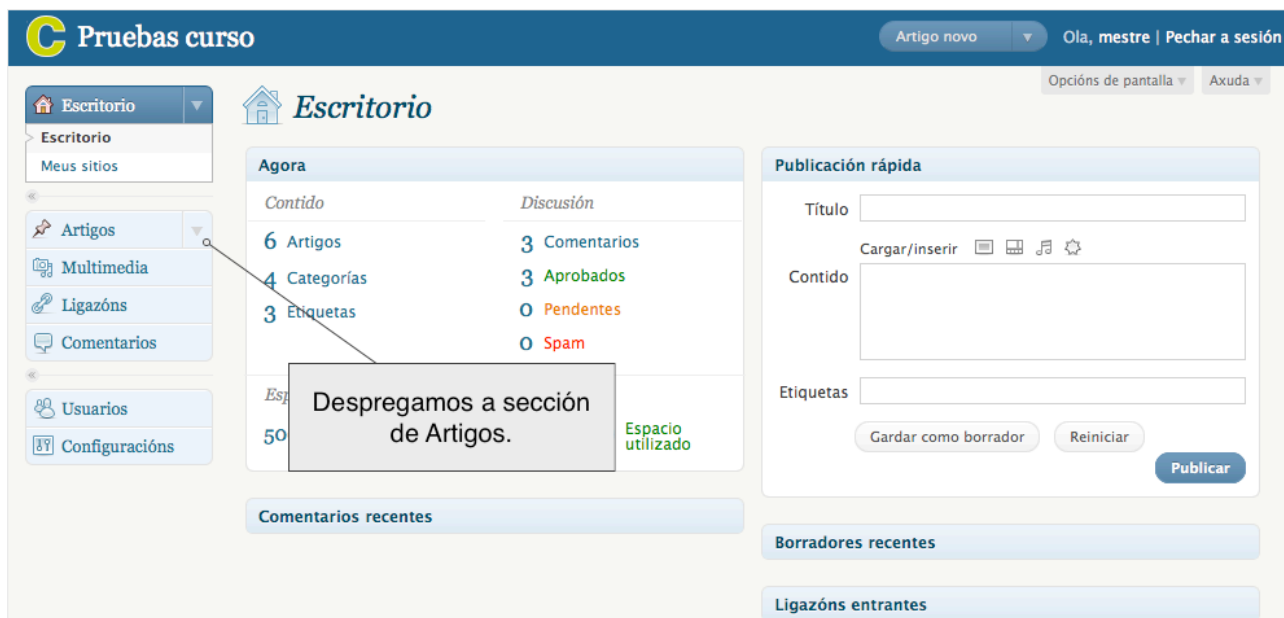 C Pruebas curso
Artigo novo
Ola, mestre | Pechar a sesión
Opcións de pantalla
Axuda
Escritorio
Escritorio
Meus sitios
Artigos
Multimedia
Ligazóns
Comentarios
Usuarios
Configuracións
Escritorio
Agora
Contido
6 Artigos
4 Categorías
3 Etiquetas
Discusión
3 Comentarios
3 Aprobados
0 Pendentes
0 Spam
Espacio
utilizado
Despregamos a sección
de Artigos.
Comentarios recentes
Publicación rápida
Título
Cargar/inserir
Contido
Etiquetas
Gardar como borrador
Reiniciar
Publicar
Borradores recentes
Ligazóns entrantes